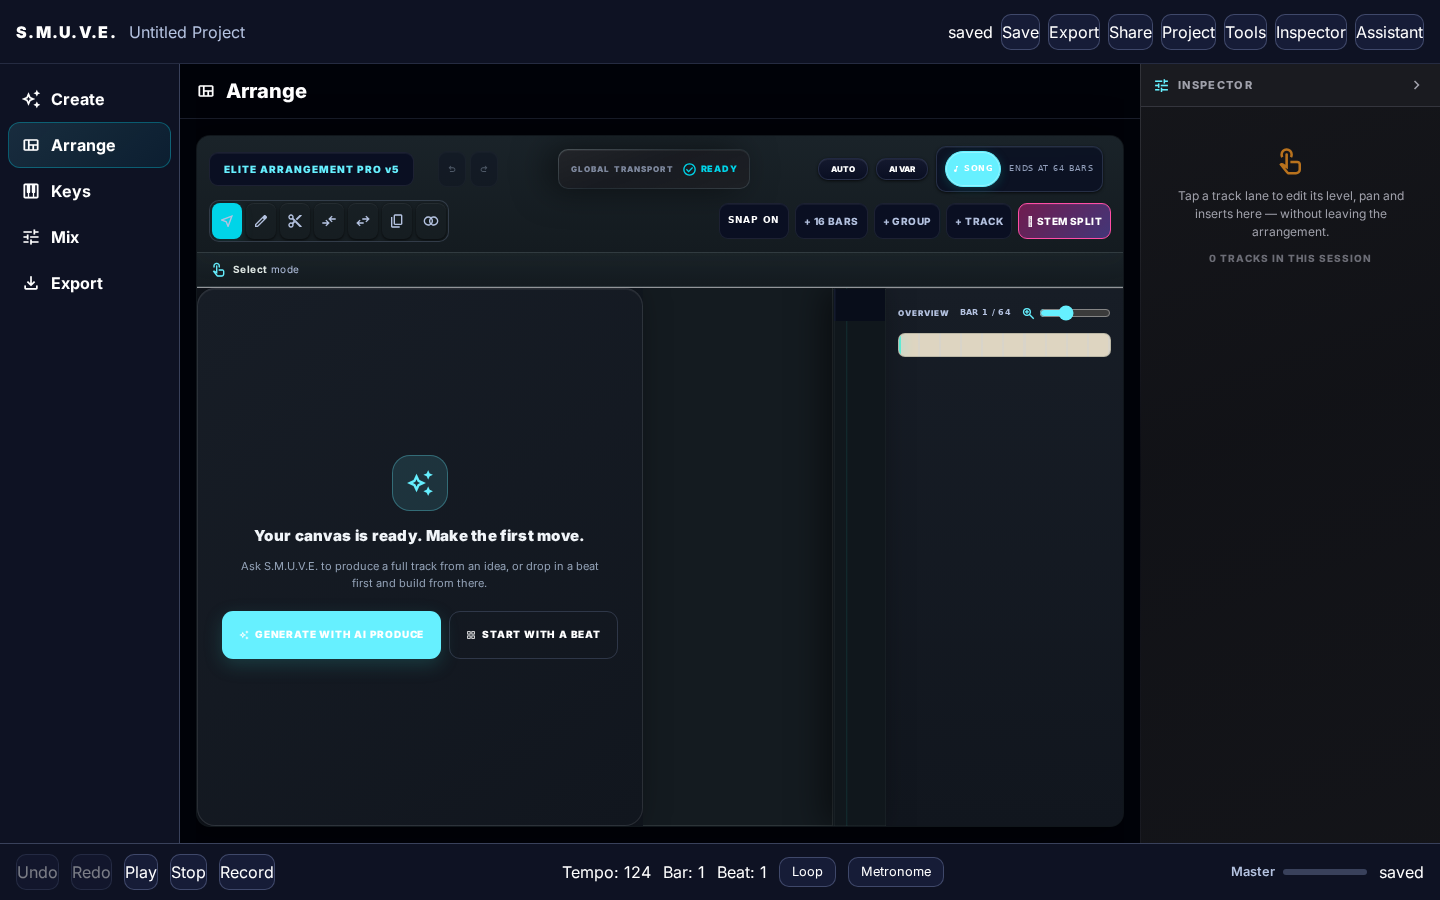 S.M.U.V.E. Untitled Project
saved Save Export Share Project Tools Inspector Assistant
Create
Arrange
Keys
Mix
Export
Arrange
ELITE ARRANGEMENT PRO v5
GLOBAL TRANSPORT READY
AUTO
AI VAR
SONG
ENDS AT 64 BARS
SNAP ON
+ 16 BARS
+ GROUP
+ TRACK
STEM SPLIT
Select mode
Your canvas is ready. Make the first move.
Ask S.M.U.V.E. to produce a full track from an idea, or drop in a beat
first and build from there.
GENERATE WITH AI PRODUCE
START WITH A BEAT
OVERVIEW BAR 1 / 64
INSPECTOR
Tap a track lane to edit its level, pan and
inserts here — without leaving the
arrangement.
0 TRACKS IN THIS SESSION
Undo Redo Play Stop Record
Tempo: 124 Bar: 1 Beat: 1 Loop Metronome
Master saved